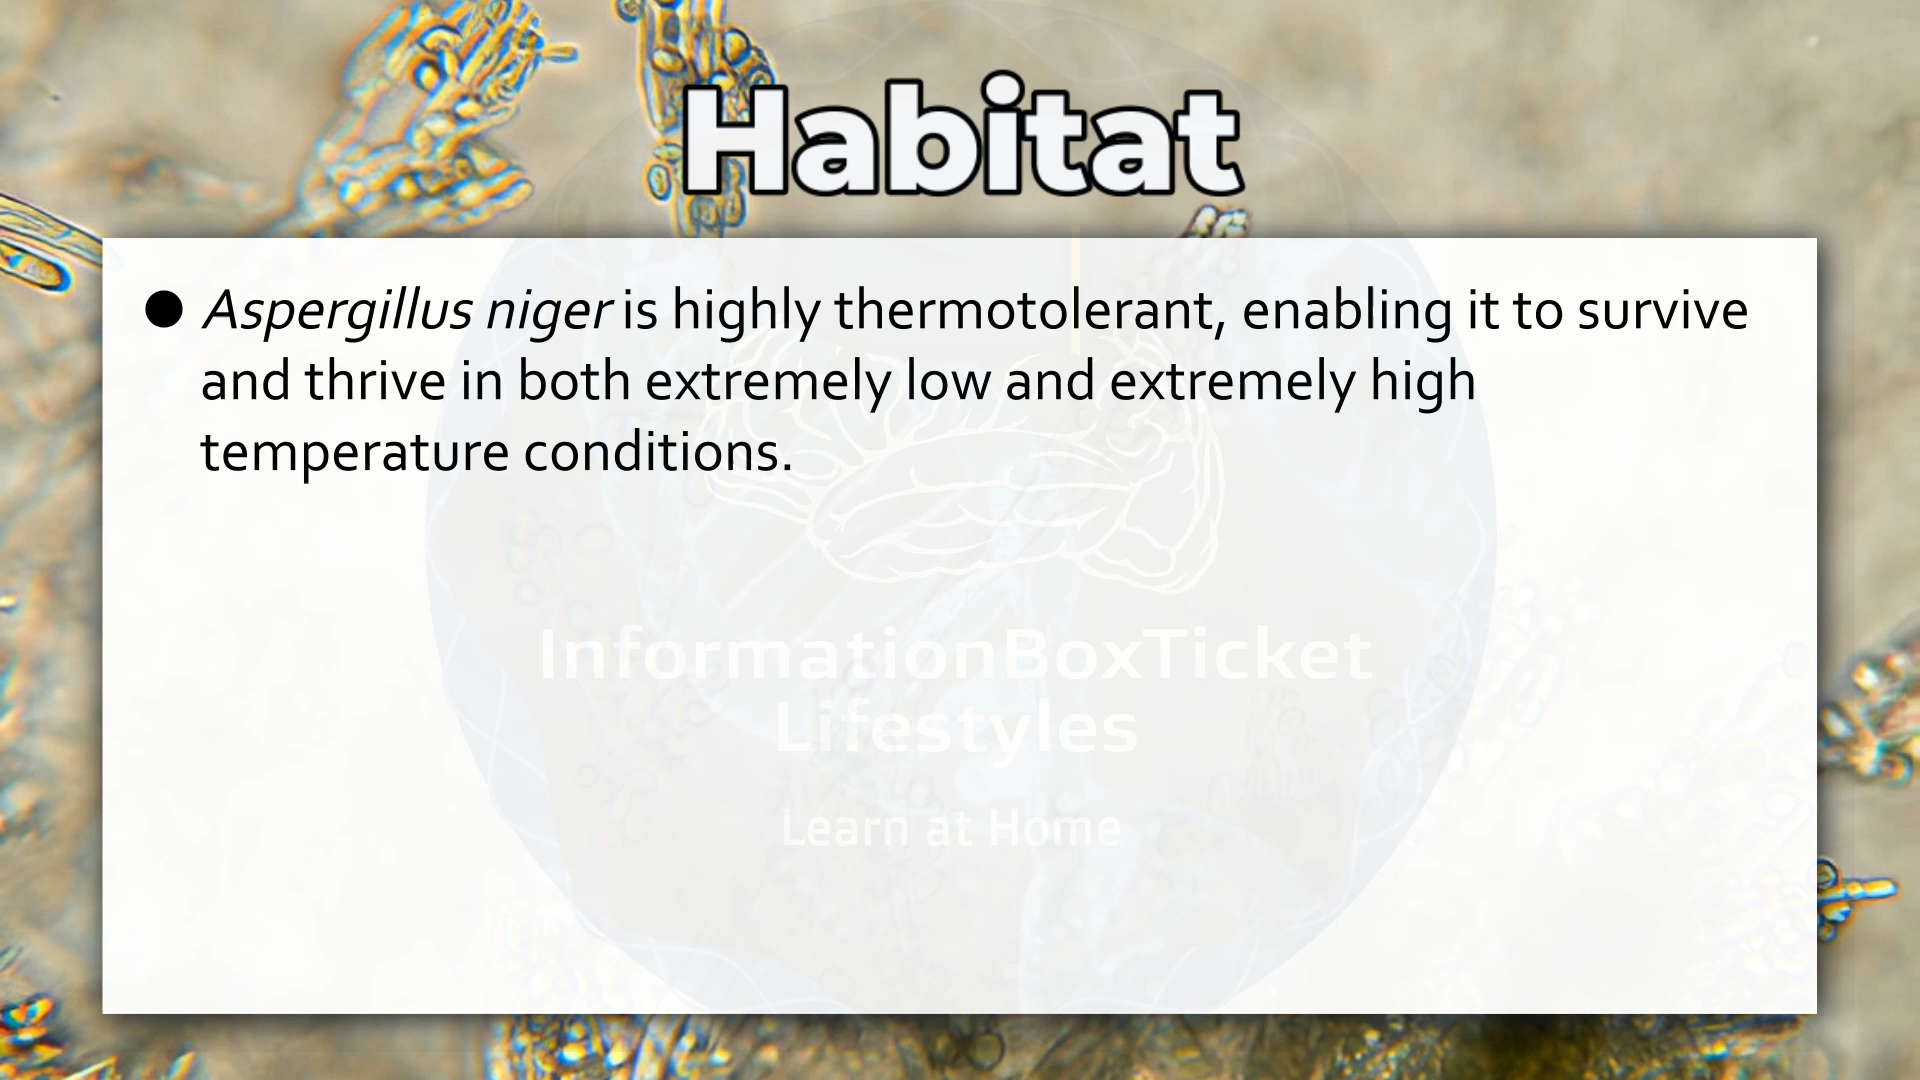 Habitat
● Aspergillus niger is highly thermotolerant, enabling it to survive
and thrive in both extremely low and extremely high
temperature conditions.
InformationBoxTicket
Lifestyles
Learn at Home